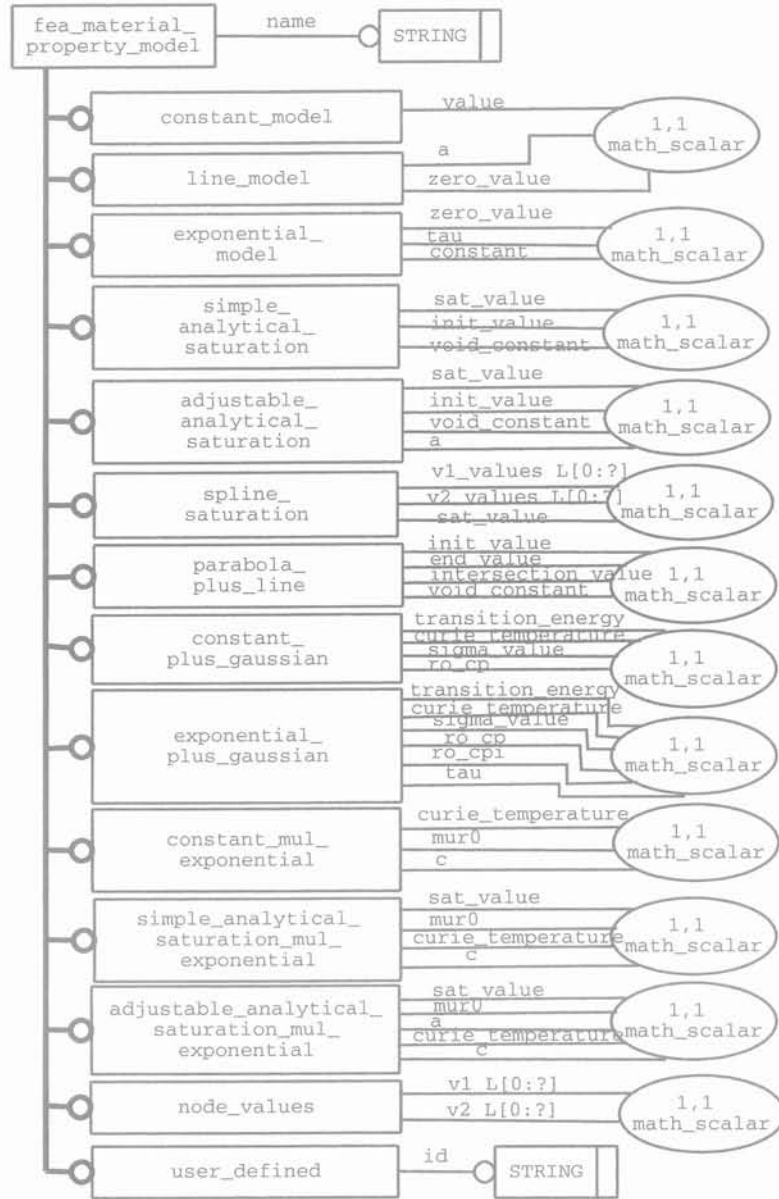 fea_material_
property_model
name
STRING
constant_model
value
1,1
math_scalar
line_model
a
zero_value
exponential_
model
zero_value
tau
constant
1,1
math_scalar
simple_
analytical_
saturation
sat_value
init_value
void_constant
1,1
math_scalar
adjustable_
analytical_
saturation
sat_value
init_value
void_constant
a
1,1
math_scalar
spline_
saturation
v1_values L[0:?]
v2_values L[0:?]
sat_value
1,1
math_scalar
parabola_
plus_line
init_value
end_value
intersection_value
void_constant
1,1
math_scalar
constant_
plus_gaussian
transition_energy
curie_temperature
sigma_value
ro_cp
1,1
math_scalar
exponential_
plus_gaussian
transition_energy
curie_temperature
sigma_value
ro_cp
ro_cpi
tau
1,1
math_scalar
constant_mul_
exponential
curie_temperature
mur0
c
1,1
math_scalar
simple_analytical_
saturation_mul_
exponential
sat_value
mur0
curie_temperature
c
1,1
math_scalar
adjustable_analytical_
saturation_mul_
exponential
sat_value
mur0
a
curie_temperature
c
1,1
math_scalar
node_values
v1 L[0:?]
v2 L[0:?]
1,1
math_scalar
user_defined
id
STRING